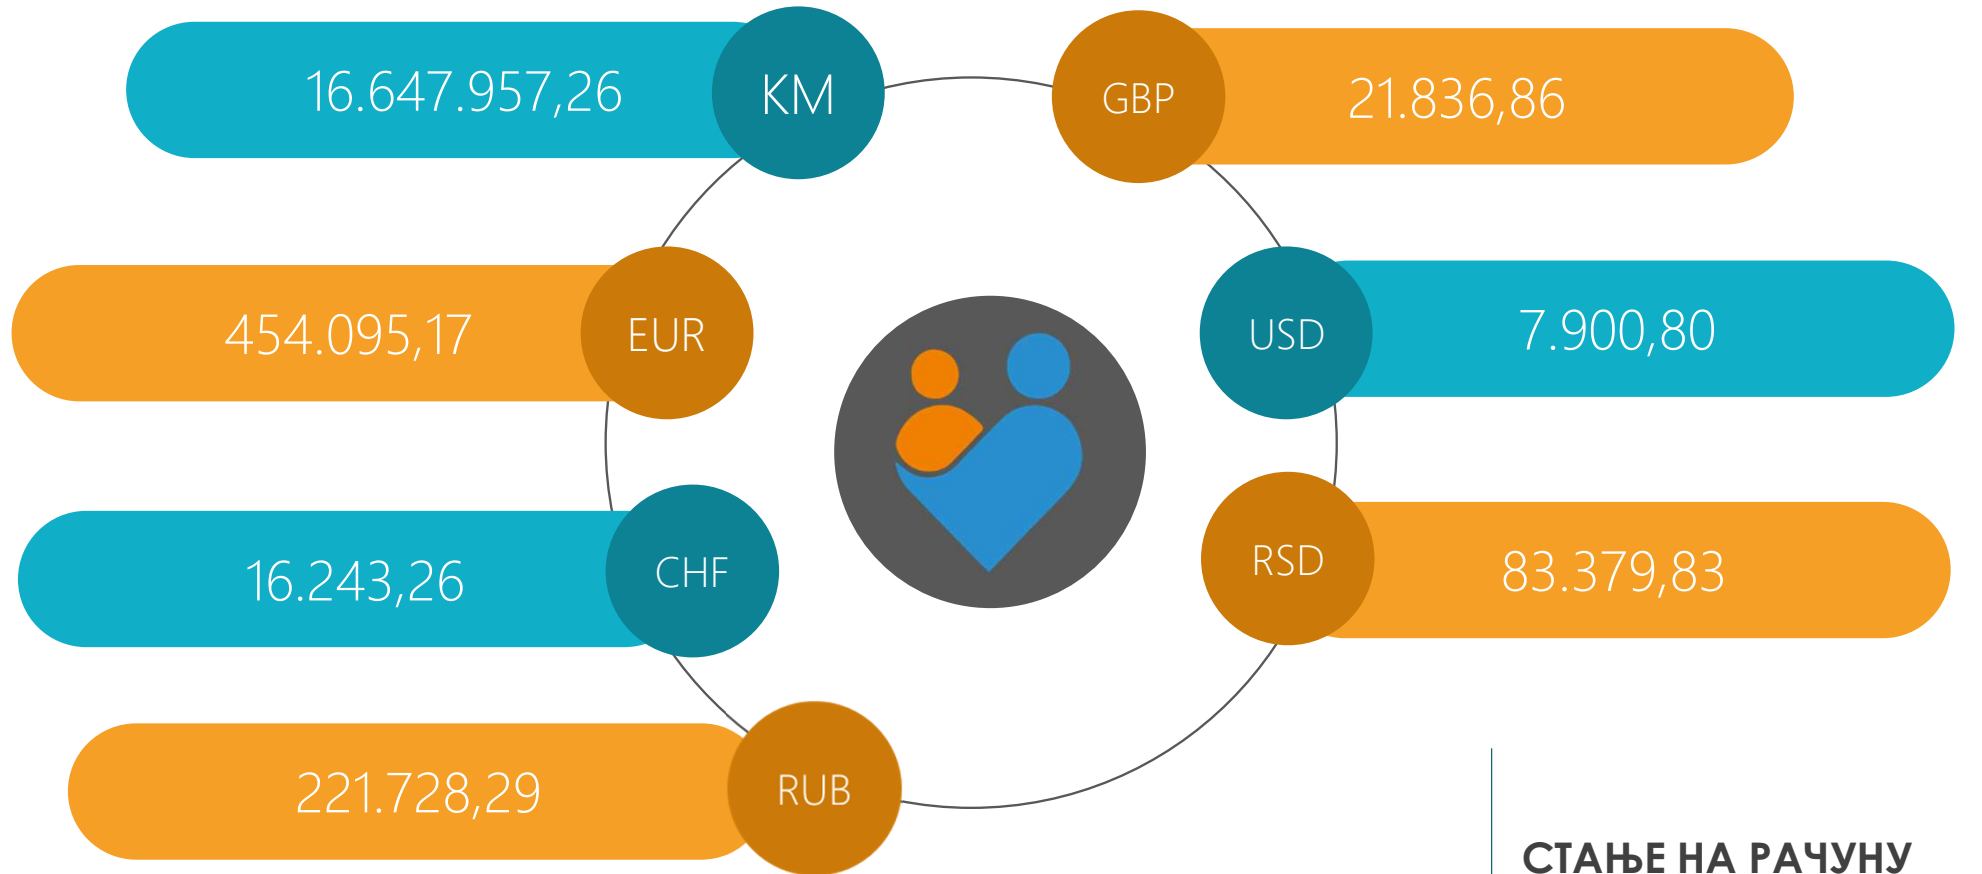 16.647.957,26
KM
GBP
21.836,86
454.095,17
EUR
USD
7.900,80
16.243,26
CHF
RSD
83.379,83
221.728,29
RUB
СТАЊЕ НА РАЧУНУ